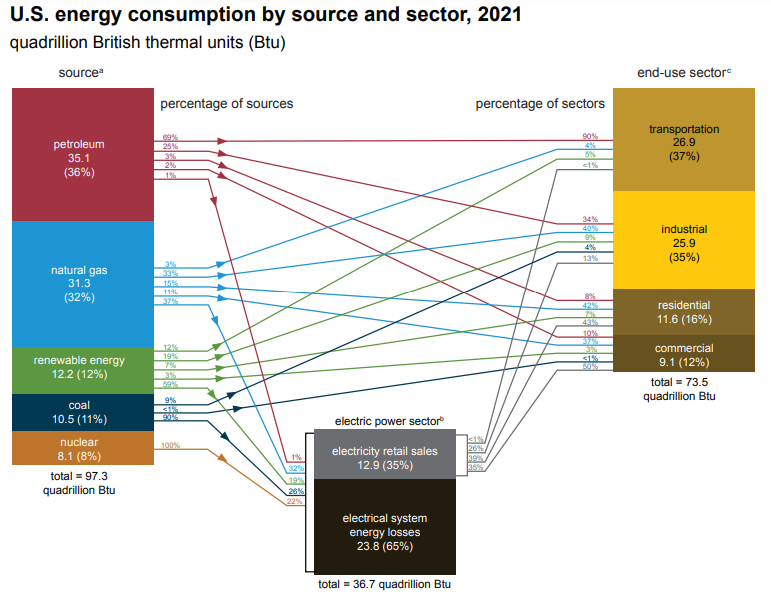 U.S. energy consumption by source and sector, 2021
quadrillion British thermal units (Btu)
sourceᵃ
end-use sectorᶜ
percentage of sources
percentage of sectors
petroleum
35.1
(36%)
69%
25%
3%
2%
1%
natural gas
31.3
(32%)
3%
33%
15%
11%
37%
renewable energy
12.2 (12%)
12%
19%
7%
3%
59%
coal
10.5 (11%)
9%
<1%
90%
nuclear
8.1 (8%)
100%
total = 97.3
quadrillion Btu
90%
4%
5%
<1%
transportation
26.9
(37%)
34%
40%
9%
4%
13%
industrial
25.9
(35%)
8%
42%
7%
43%
residential
11.6 (16%)
10%
37%
3%
<1%
50%
commercial
9.1 (12%)
total = 73.5
quadrillion Btu
electric power sectorᵇ
1%
32%
19%
26%
22%
electricity retail sales
12.9 (35%)
<1%
26%
39%
35%
electrical system
energy losses
23.8 (65%)
total = 36.7 quadrillion Btu